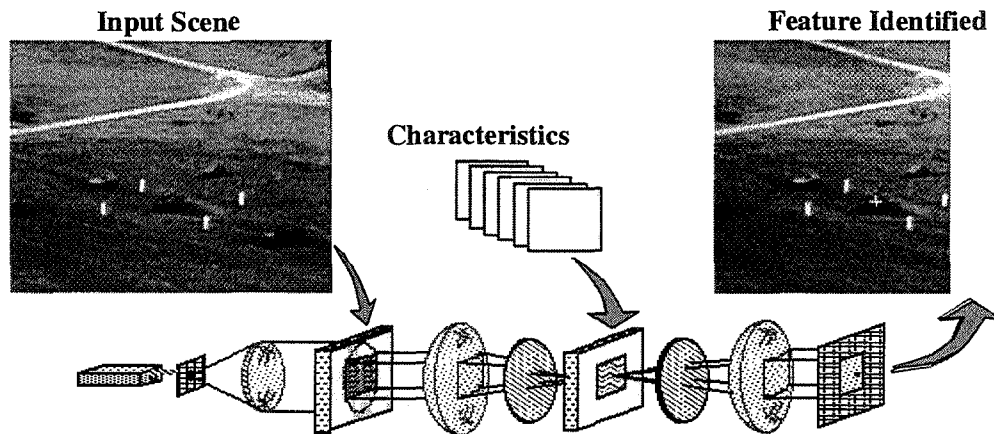 Input Scene
Feature Identified
Characteristics